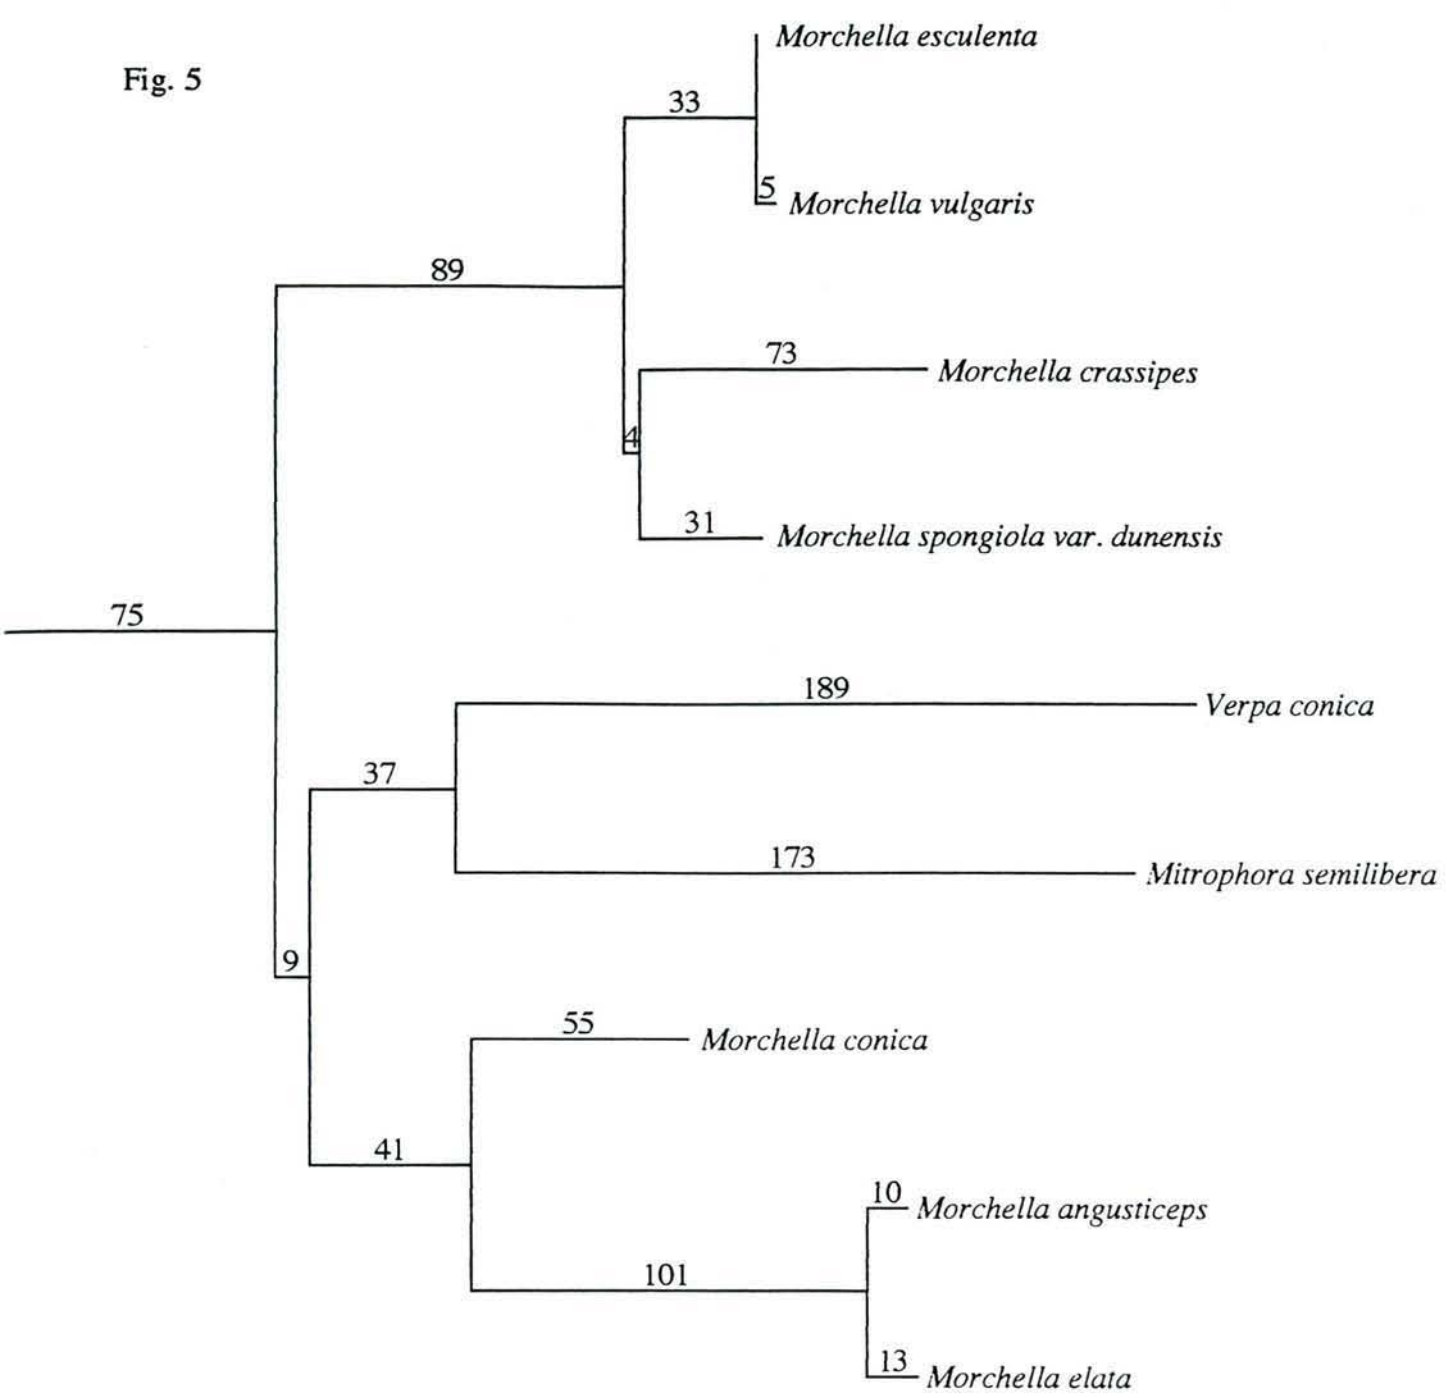 Morchella esculenta
Fig. 5
33
5
Morchella vulgaris
89
73
Morchella crassipes
4
31
Morchella spongiola var. dunensis
75
189
Verpa conica
37
173
Mitrophora semilibera
9
55
Morchella conica
41
10
Morchella angusticeps
101
13
Morchella elata